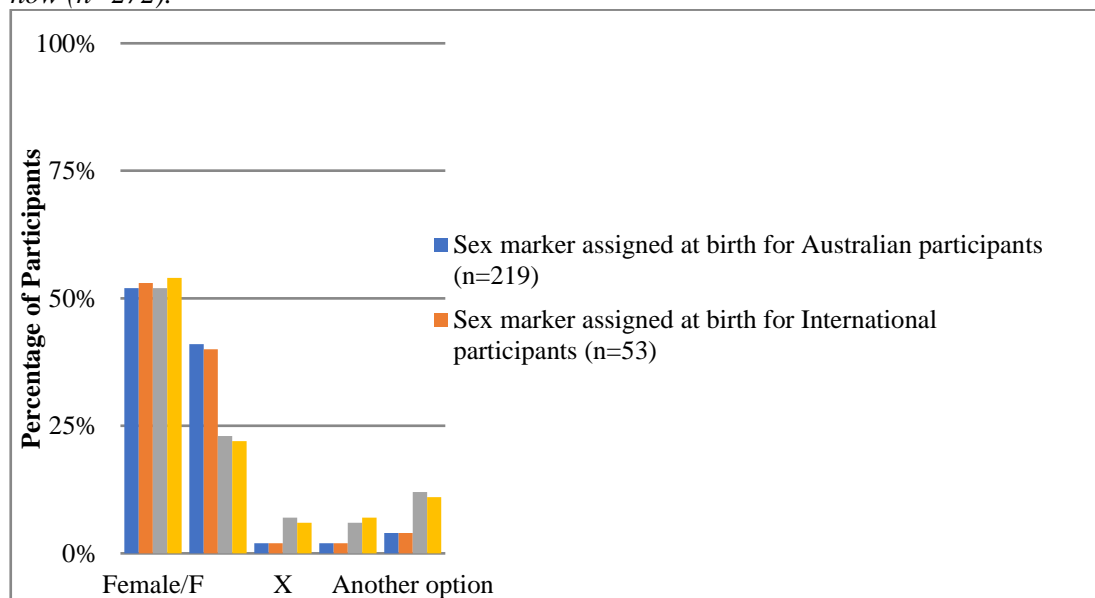 now (n=272).
100%
75%
50%
25%
0%
Percentage of Participants
Sex marker assigned at birth for Australian participants
(n=219)
Sex marker assigned at birth for International
participants (n=53)
Female/F X Another option